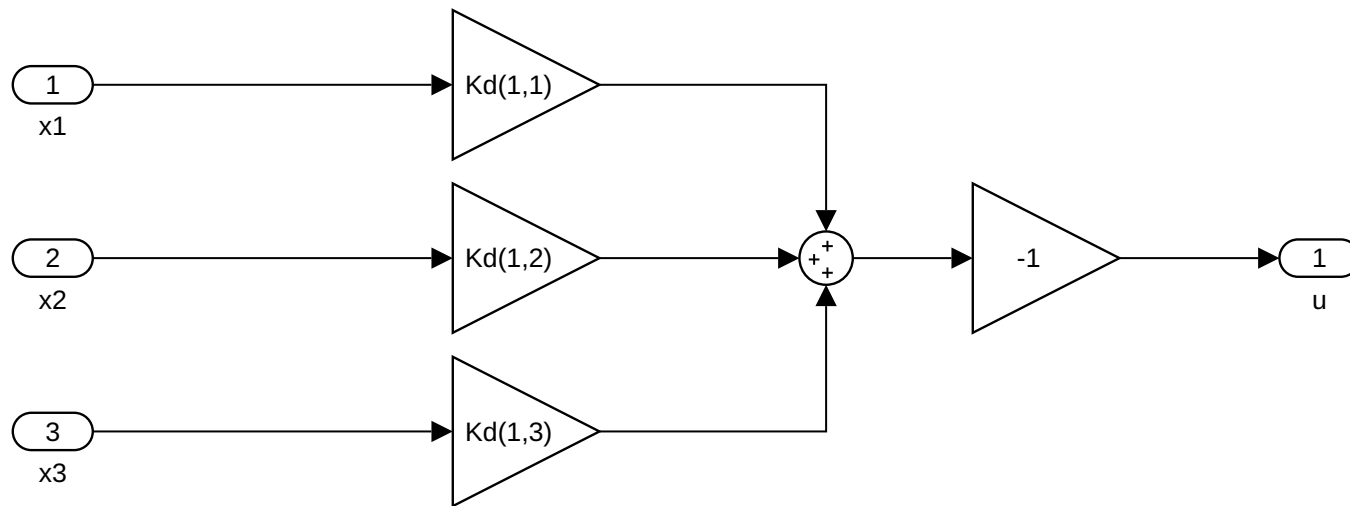 1
x1
Kd(1,1)
2
x2
Kd(1,2)
+
+
+
-1
1
u
3
x3
Kd(1,3)